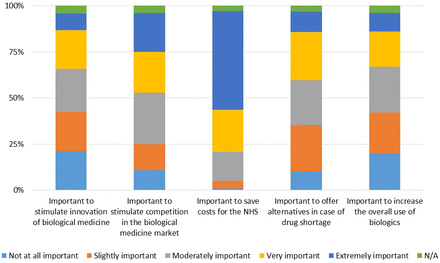 100%
75%
50%
25%
0%
Important to
stimulate innovation
of biological medicine
Important to
stimulate competition
in the biological
medicine market
Important to save
costs for the NHS
Important to offer
alternatives in case of
drug shortage
Important to increase
the overall use of
biologics
Not at all important Slightly important Moderately important Very important Extremely important N/A